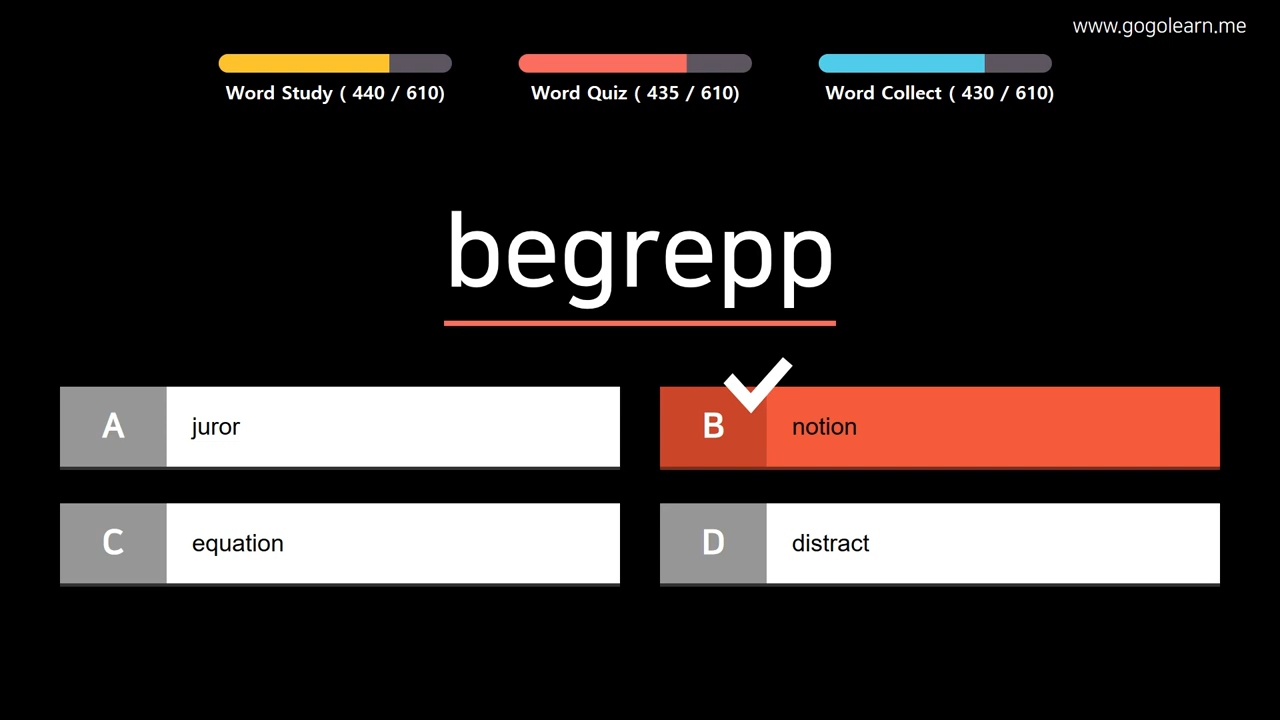 www.gogolearn.me
Word Study ( 440 / 610)
Word Quiz ( 435 / 610)
Word Collect ( 430 / 610)
begrepp
A juror
B notion
C equation
D distract